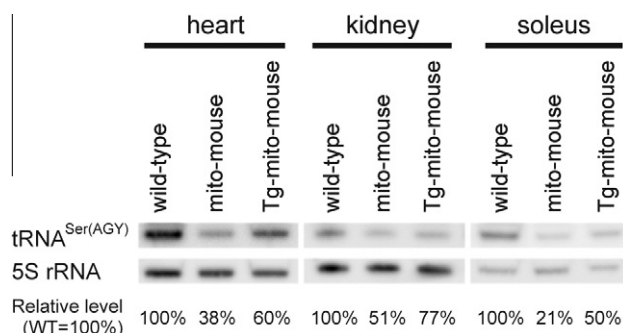 heart kidney soleus
wild-type mito-mouse Tg-mito-mouse wild-type mito-mouse Tg-mito-mouse wild-type mito-mouse Tg-mito-mouse
tRNASer(AGY)
5S rRNA
Relative level 100% 38% 60% 100% 51% 77% 100% 21% 50%
(WT=100%)